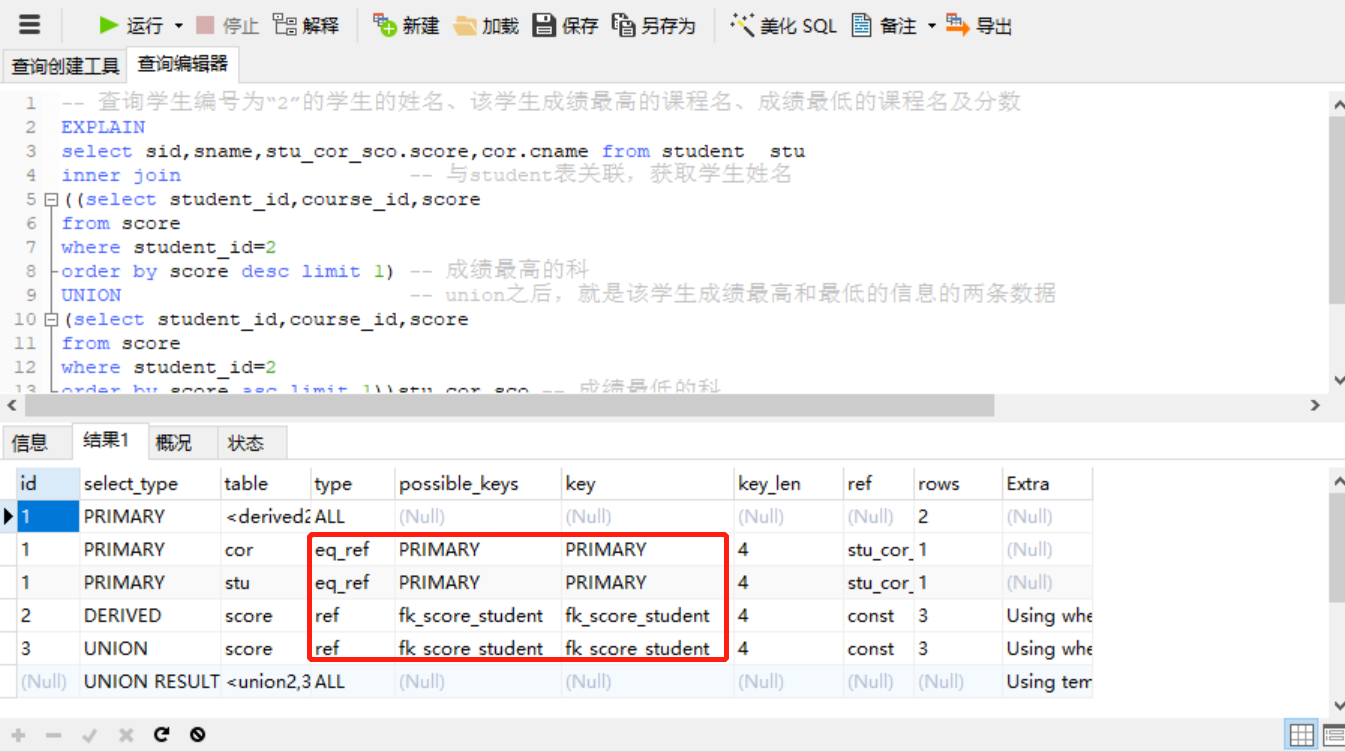 运行 停止 解释 新建 加载 保存 另存为 美化 SQL 备注 导出
查询创建工具 查询编辑器
1 -- 查询学生编号为“2”的学生的姓名、该学生成绩最高的课程名、成绩最低的课程名及分数
2 EXPLAIN
3 select sid,sname,stu_cor_sco.score,cor.cname from student stu
4 inner join -- 与student表关联，获取学生姓名
5 ((select student_id,course_id,score
6 from score
7 where student_id=2
8 order by score desc limit 1) -- 成绩最高的科
9 UNION -- union之后，就是该学生成绩最高和最低的信息的两条数据
10 (select student_id,course_id,score
11 from score
12 where student_id=2
13 order by score asc limit 1))stu_cor_sco -- 成绩最低的科
信息 结果1 概况 状态
id select_type table type possible_keys key key_len ref rows Extra
1 PRIMARY <derived2 ALL (Null) (Null) (Null) (Null) 2 (Null)
1 PRIMARY cor eq_ref PRIMARY PRIMARY 4 stu_cor_ 1 (Null)
1 PRIMARY stu eq_ref PRIMARY PRIMARY 4 stu_cor_ 1 (Null)
2 DERIVED score ref fk_score_student fk_score_student 4 const 3 Using whe
3 UNION score ref fk_score_student fk_score_student 4 const 3 Using whe
(Null) UNION RESULT <union2,3 ALL (Null) (Null) (Null) (Null) (Null) Using tem